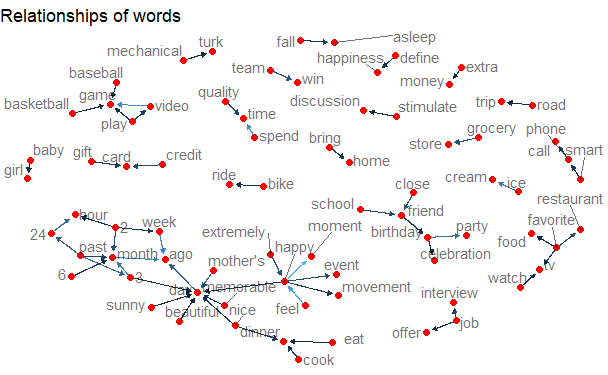 Relationships of words
fall
asleep
turk
mechanical
happiness
define
team
extra
baseball
win
money
game
quality
basketball
video
discussion
stimulate
trip
road
play
time
spend
grocery
phone
bring
store
call
smart
baby
gift
card
credit
home
girl
ride
bike
cream
ice
close
restaurant
school
friend
hour
2
week
extremely
moment
favorite
24
birthday
party
food
past
month
ago
happy
celebration
mother's
event
tv
6
3
watch
day
memorable
movement
interview
sunny
nice
feel
beautiful
job
offer
dinner
eat
cook